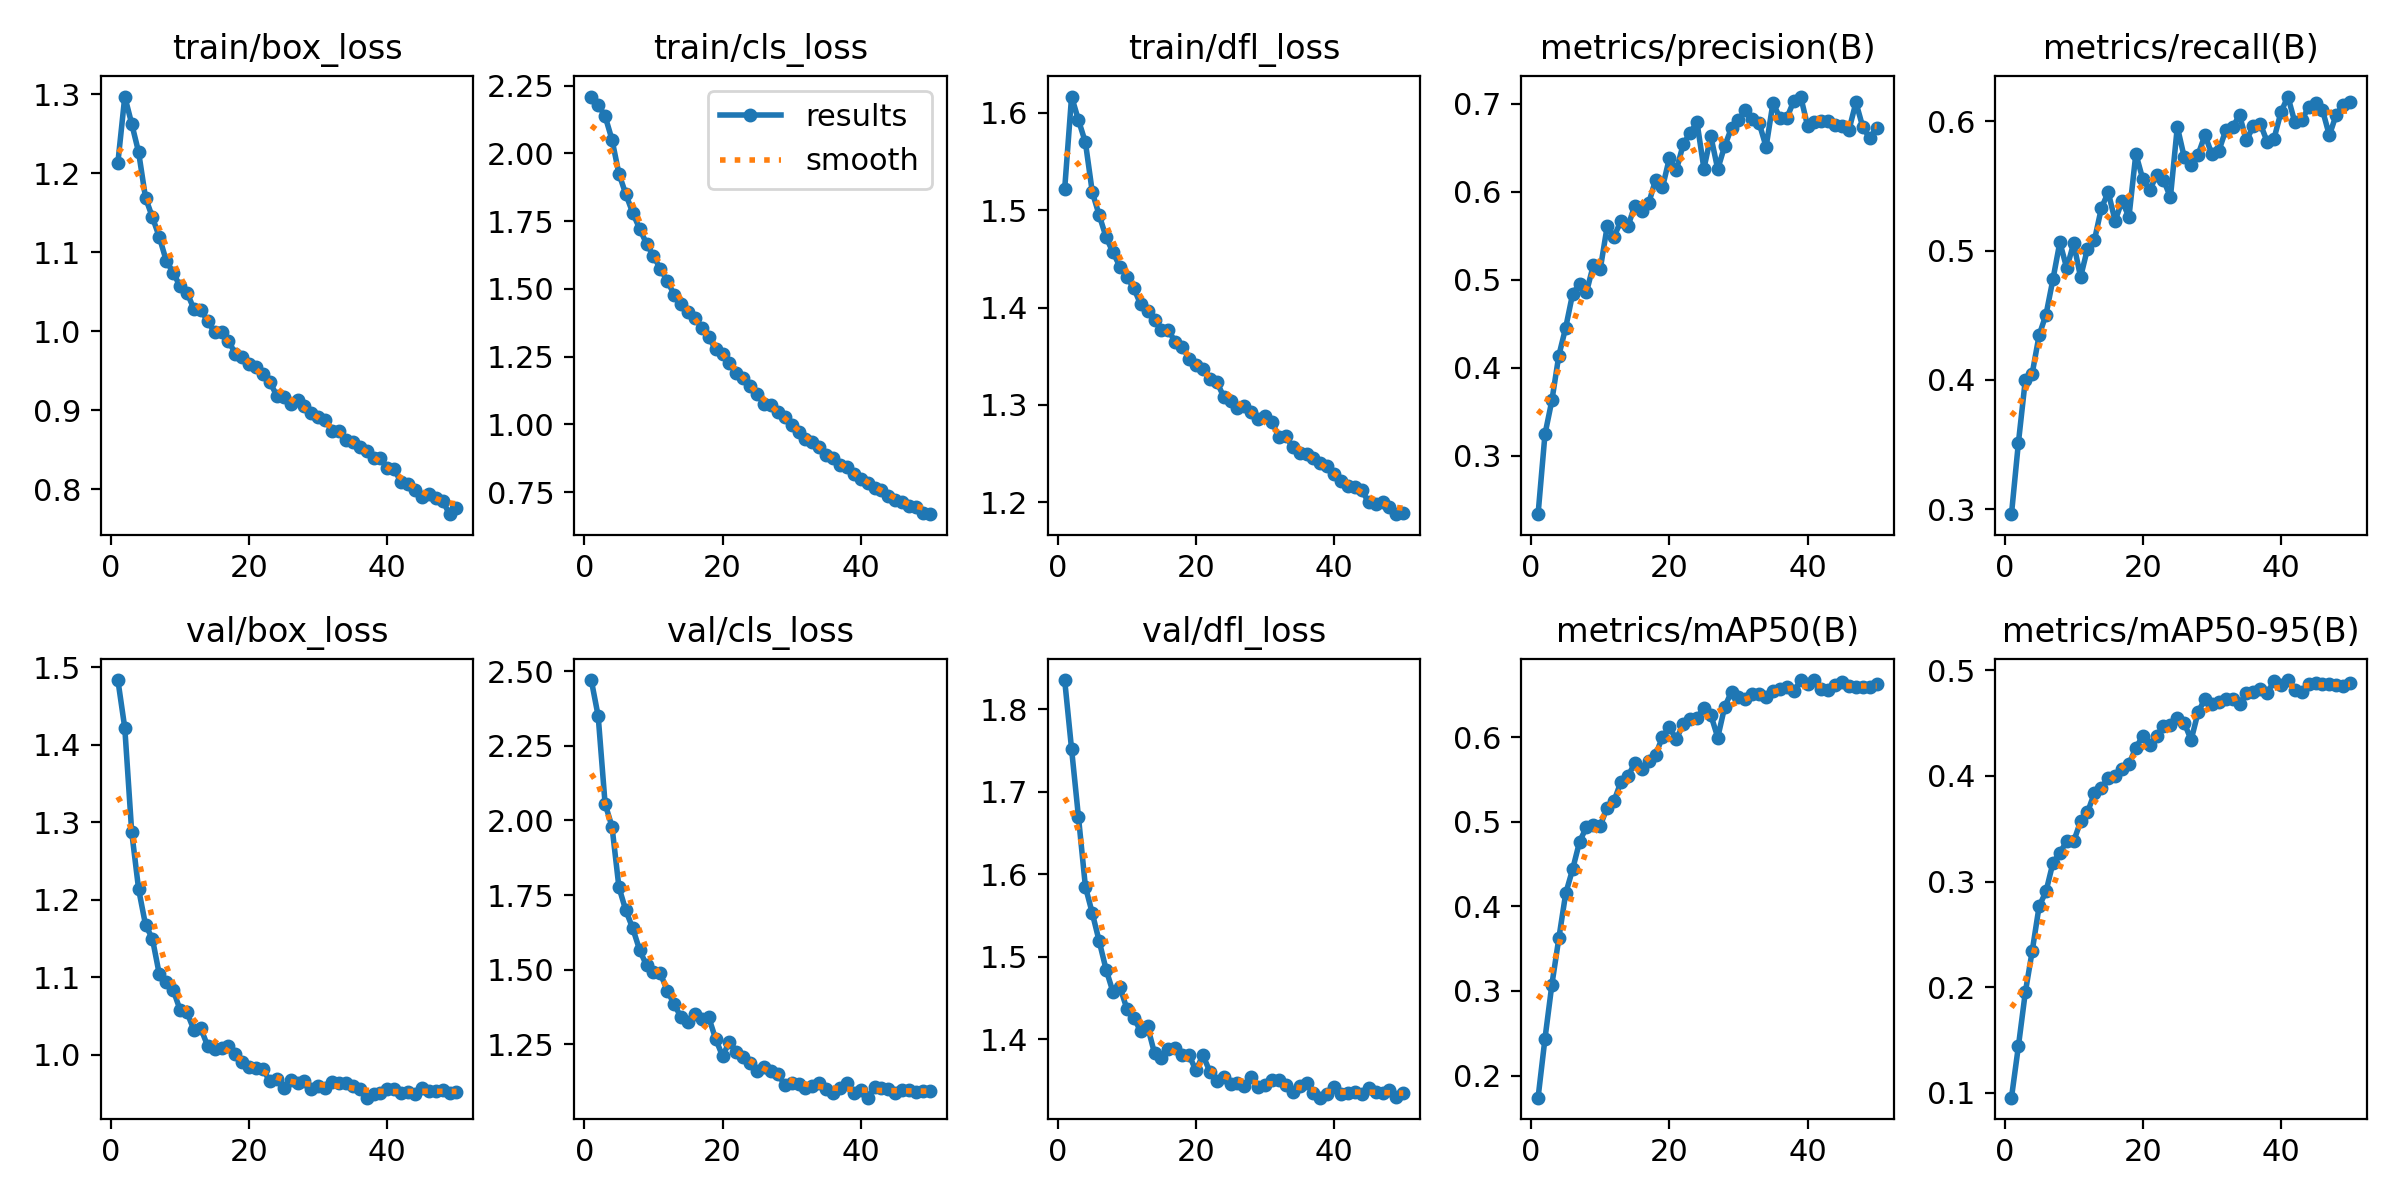 train/box_loss
1.3
1.2
1.1
1.0
0.9
0.8
0 20 40
train/cls_loss
2.25
2.00
1.75
1.50
1.25
1.00
0.75
0 20 40
results
smooth
train/dfl_loss
1.6
1.5
1.4
1.3
1.2
0 20 40
metrics/precision(B)
0.7
0.6
0.5
0.4
0.3
0 20 40
metrics/recall(B)
0.6
0.5
0.4
0.3
0 20 40
val/box_loss
1.5
1.4
1.3
1.2
1.1
1.0
0 20 40
val/cls_loss
2.50
2.25
2.00
1.75
1.50
1.25
0 20 40
val/dfl_loss
1.8
1.7
1.6
1.5
1.4
0 20 40
metrics/mAP50(B)
0.6
0.5
0.4
0.3
0.2
0 20 40
metrics/mAP50-95(B)
0.5
0.4
0.3
0.2
0.1
0 20 40